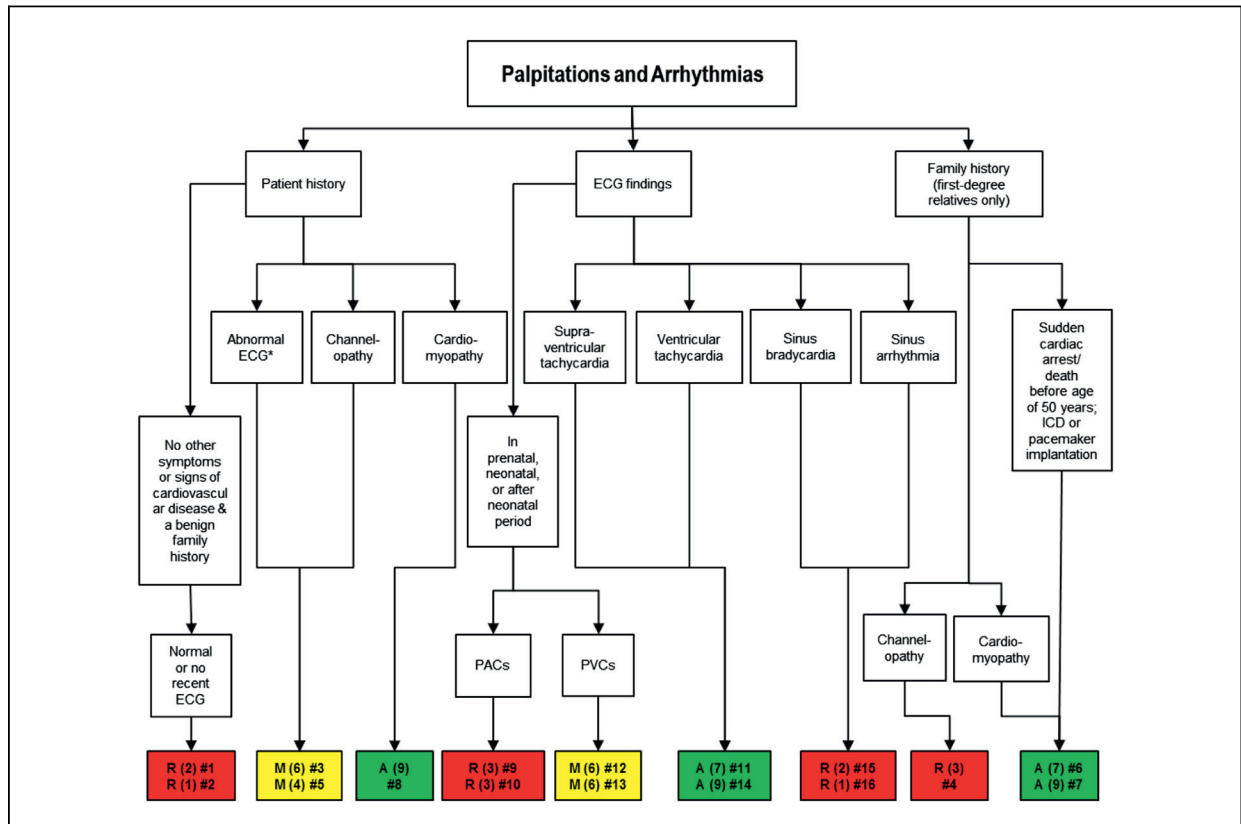 Palpitations and Arrhythmias
Patient history
ECG findings
Family history
(first-degree
relatives only)
Abnormal
ECG*
Channel-
opathy
Cardio-
myopathy
Supra-
ventricular
tachycardia
Ventricular
tachycardia
Sinus
bradycardia
Sinus
arrhythmia
Sudden
cardiac
arrest/
death
before age
of 50 years;
ICD or
pacemaker
implantation
No other
symptoms
or signs of
cardiovascul
ar disease &
a benign
family
history
In
prenatal,
neonatal,
or after
neonatal
period
Normal
or no
recent
ECG
PACs
PVCs
Channel-
opathy
Cardio-
myopathy
R (2) #1
R (1) #2
M (6) #3
M (4) #5
A (9)
#8
R (3) #9
R (3) #10
M (6) #12
M (6) #13
A (7) #11
A (9) #14
R (2) #15
R (1) #16
R (3)
#4
A (7) #6
A (9) #7